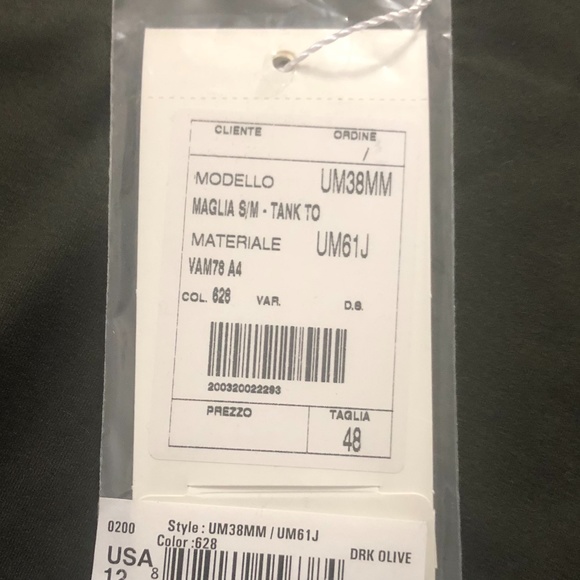 CLIENTE ORDINE
/
MODELLO UM38MM
MAGLIA S/M - TANK TO
MATERIALE UM61J
VAM78 A4
COL. 628 VAR. D.S.
200320022293
PREZZO TAGLIA
48
0200 Style : UM38MM / UM61J
Color :628
USA DRK OLIVE
12 8